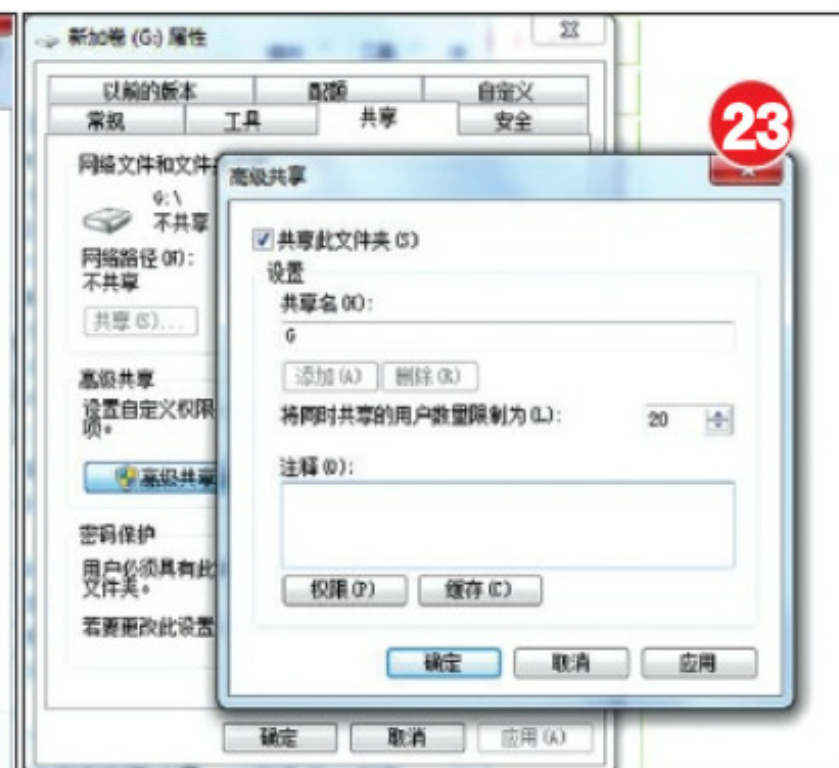 新加卷 (G:) 属性
以前的版本 配额 自定义
常规 工具 共享 安全
23
网络文件和文件夹
G:\
不共享
网络路径(N):
不共享
共享(S)...
高级共享
设置自定义权限
项。
高级共享
密码保护
用户必须具有此
文件夹。
若要更改此设置
高级共享
共享此文件夹(S)
设置
共享名(H):
G
添加(A) 删除(R)
将同时共享的用户数量限制为(L): 20
注释(O):
权限(P) 缓存(C)
确定 取消 应用
确定 取消 应用(A)